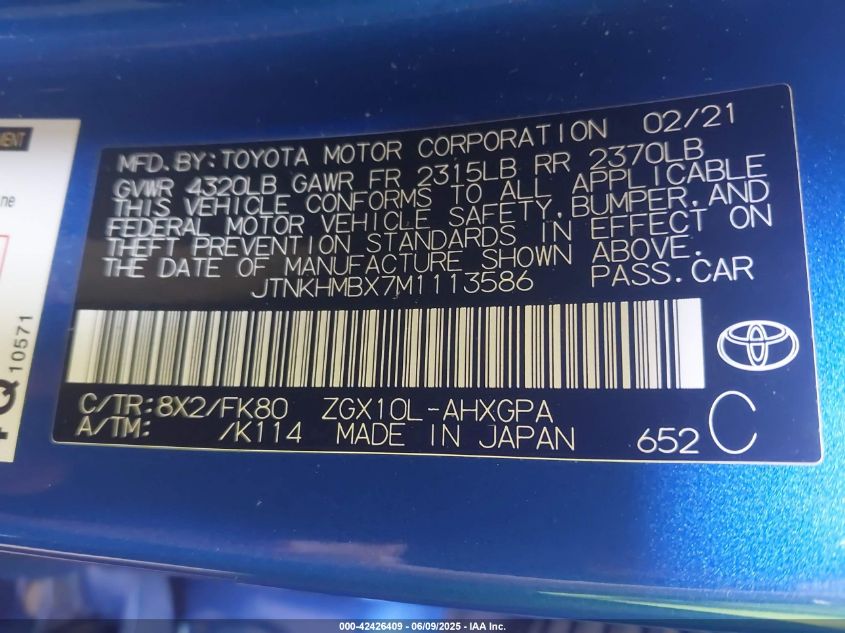 MENT
ne
10571
MFD.BY:TOYOTA MOTOR CORPORATION 02/21
GVWR 4320LB GAWR FR 2315LB RR 2370LB
THIS VEHICLE CONFORMS TO ALL APPLICABLE
FEDERAL MOTOR VEHICLE SAFETY,BUMPER,AND
THEFT PREVENTION STANDARDS IN EFFECT ON
THE DATE OF MANUFACTURE SHOWN ABOVE.
JTNKHMBX7M1113586 PASS.CAR
C/TR:8X2/FK80 ZGX10L-AHXGPA
A/TM: /K114 MADE IN JAPAN 652 C
000-42426409 - 06/09/2025 - IAA Inc.